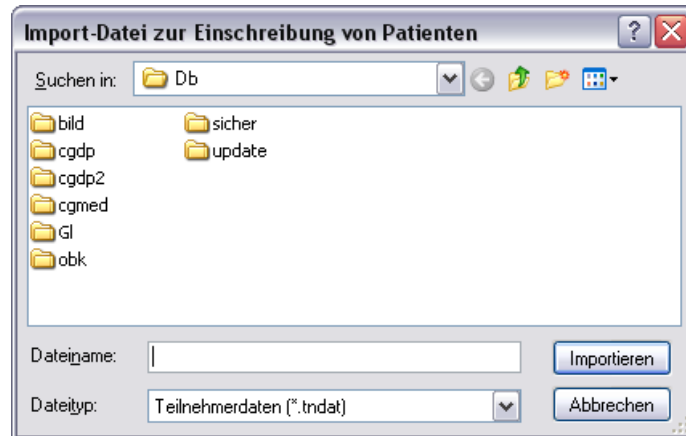 Import-Datei zur Einschreibung von Patienten
Suchen in: Db
bild sicher
cgdp update
cgdp2
cgmed
Gl
obk
Dateiname:
Importieren
Dateityp: Teilnehmerdaten (*.tndat)
Abbrechen